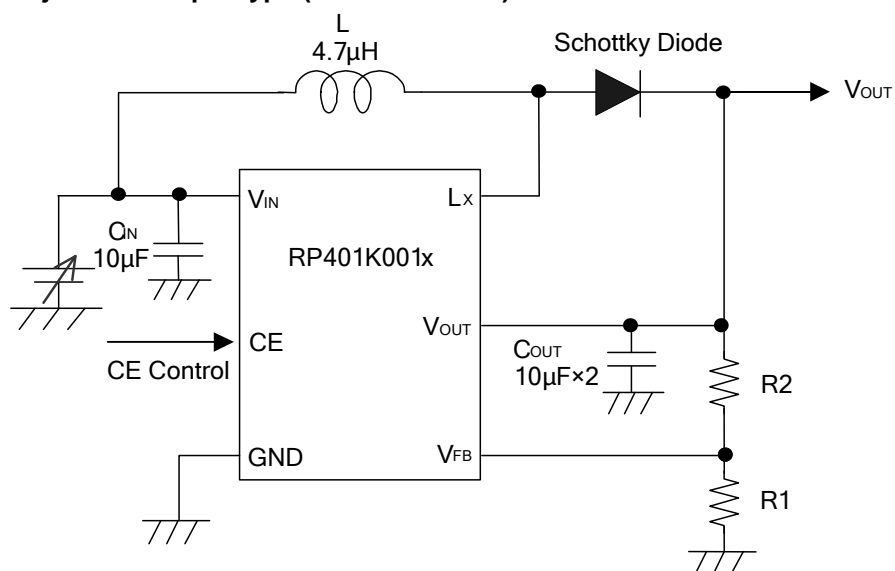 L
4.7µH
Schottky Diode
VOUT
VIN
LX
CIN
10µF
RP401K001x
VOUT
COUT
10µF×2
CE
CE Control
R2
GND
VFB
R1